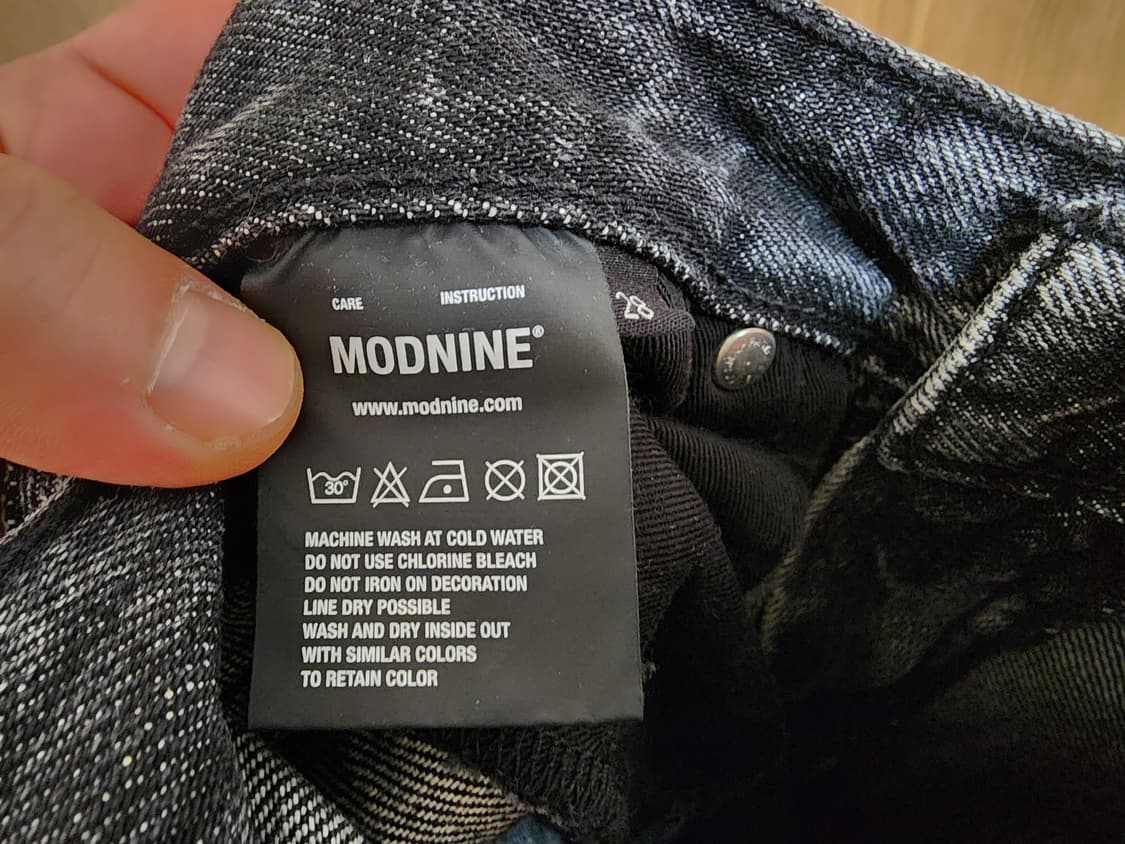 CARE INSTRUCTION
MODNINE®
www.modnine.com
30°
MACHINE WASH AT COLD WATER
DO NOT USE CHLORINE BLEACH
DO NOT IRON ON DECORATION
LINE DRY POSSIBLE
WASH AND DRY INSIDE OUT
WITH SIMILAR COLORS
TO RETAIN COLOR
28